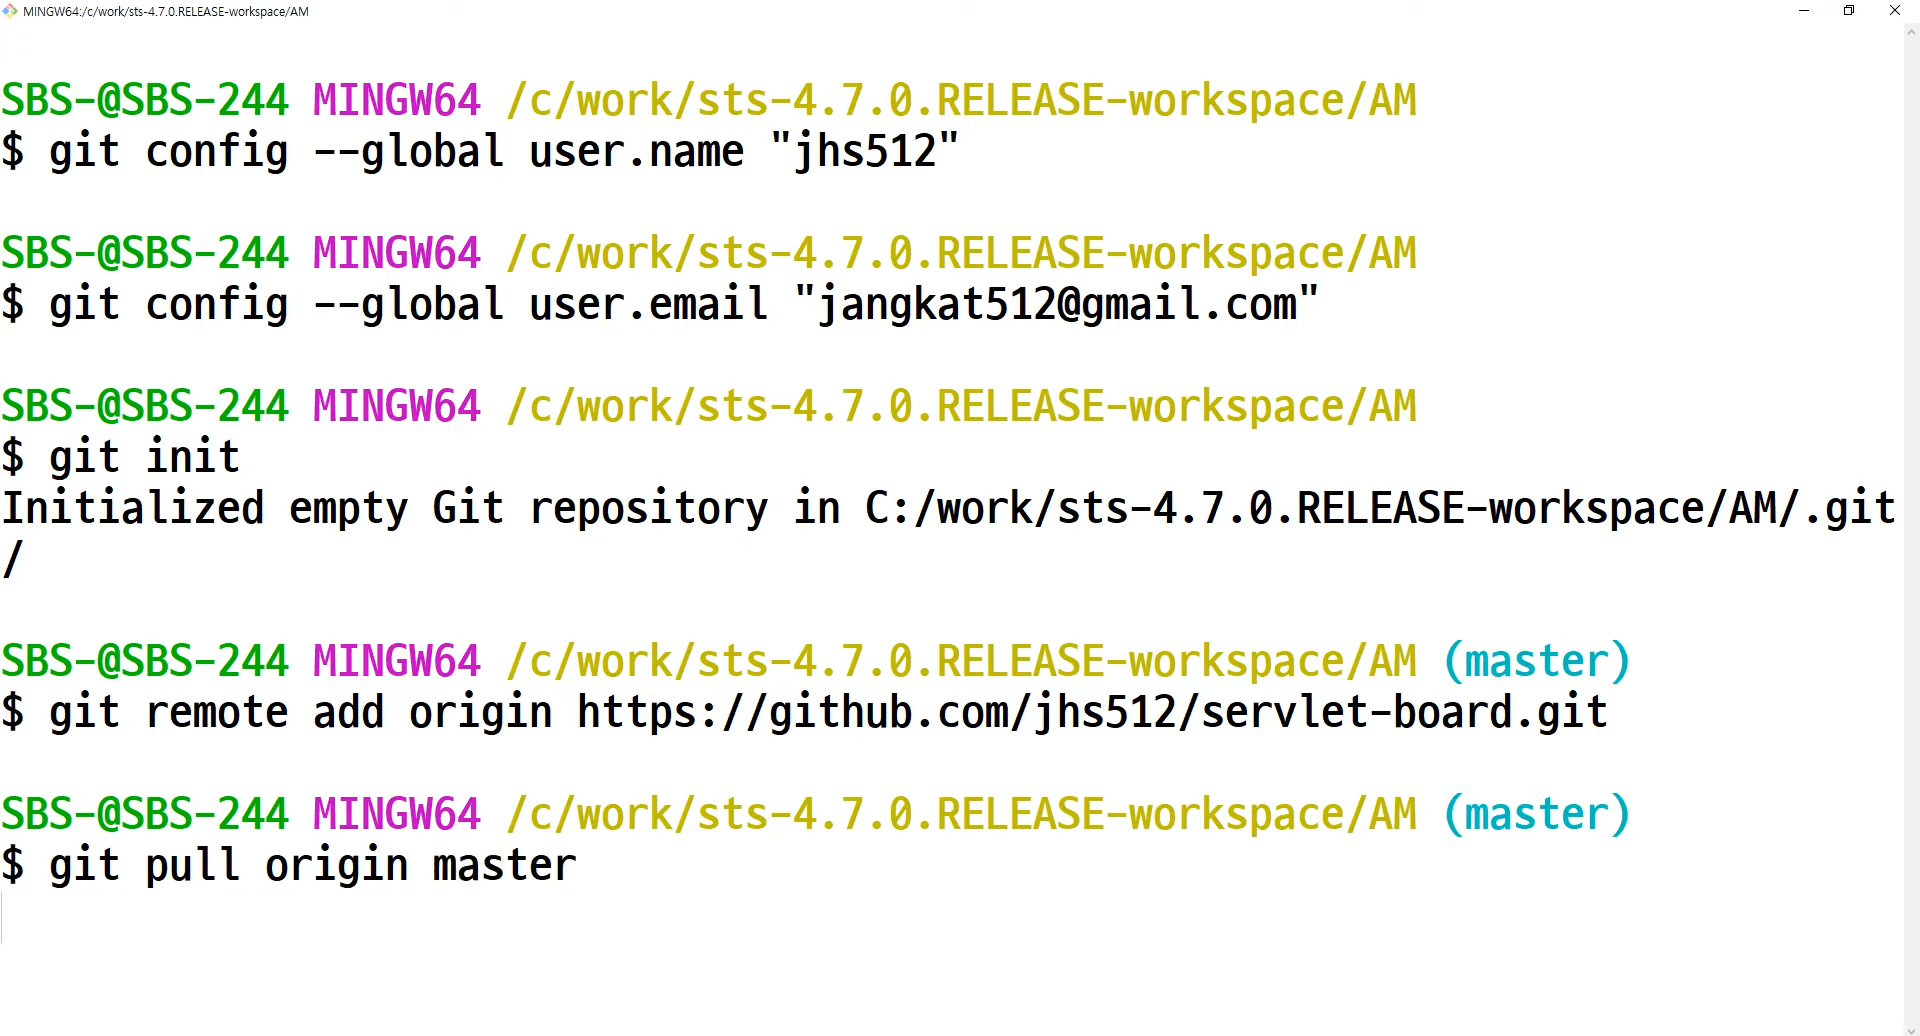 MINGW64:/c/work/sts-4.7.0.RELEASE-workspace/AM
SBS-@SBS-244 MINGW64 /c/work/sts-4.7.0.RELEASE-workspace/AM
$ git config --global user.name "jhs512"
SBS-@SBS-244 MINGW64 /c/work/sts-4.7.0.RELEASE-workspace/AM
$ git config --global user.email "jangkat512@gmail.com"
SBS-@SBS-244 MINGW64 /c/work/sts-4.7.0.RELEASE-workspace/AM
$ git init
Initialized empty Git repository in C:/work/sts-4.7.0.RELEASE-workspace/AM/.git
/
SBS-@SBS-244 MINGW64 /c/work/sts-4.7.0.RELEASE-workspace/AM (master)
$ git remote add origin https://github.com/jhs512/servlet-board.git
SBS-@SBS-244 MINGW64 /c/work/sts-4.7.0.RELEASE-workspace/AM (master)
$ git pull origin master